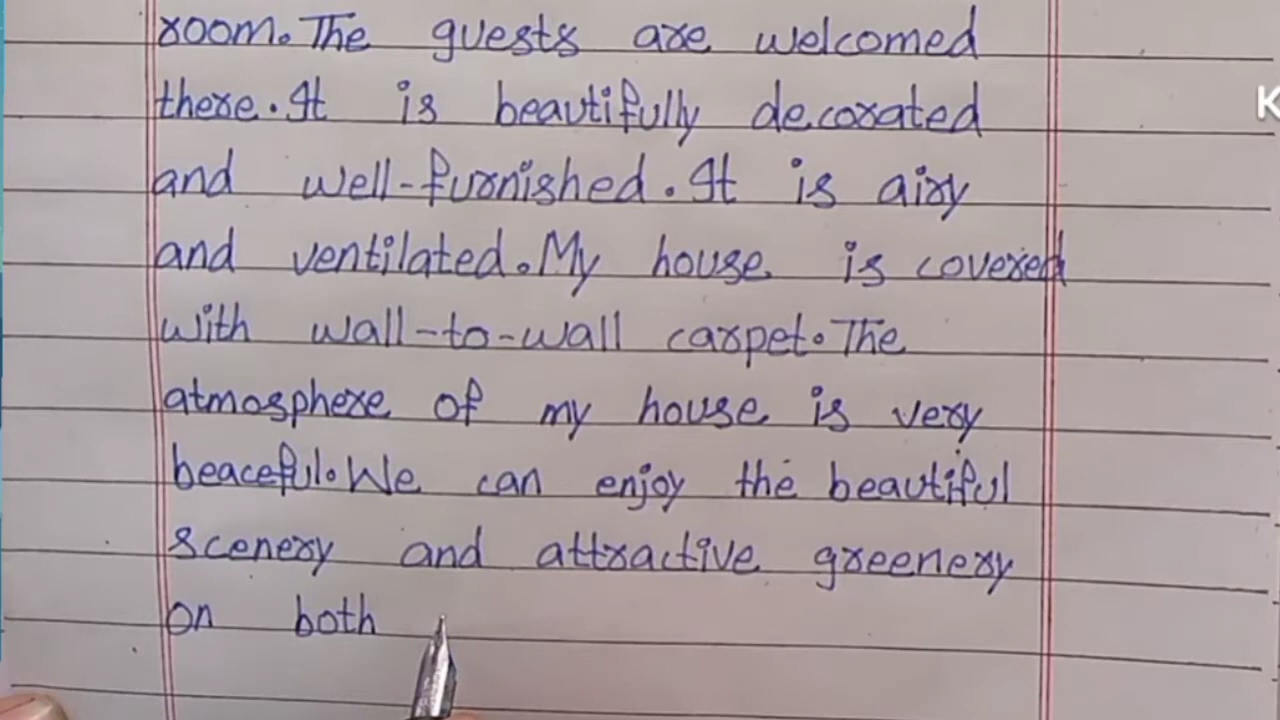 room. The guests are welcomed
there. It is beautifully decorated
K
and well-furnished. It is airy
and ventilated. My house is covered
with wall-to-wall carpet. The
atmosphere of my house is very
beaceful. We can enjoy the beautiful
scenery and attractive greenery
on both